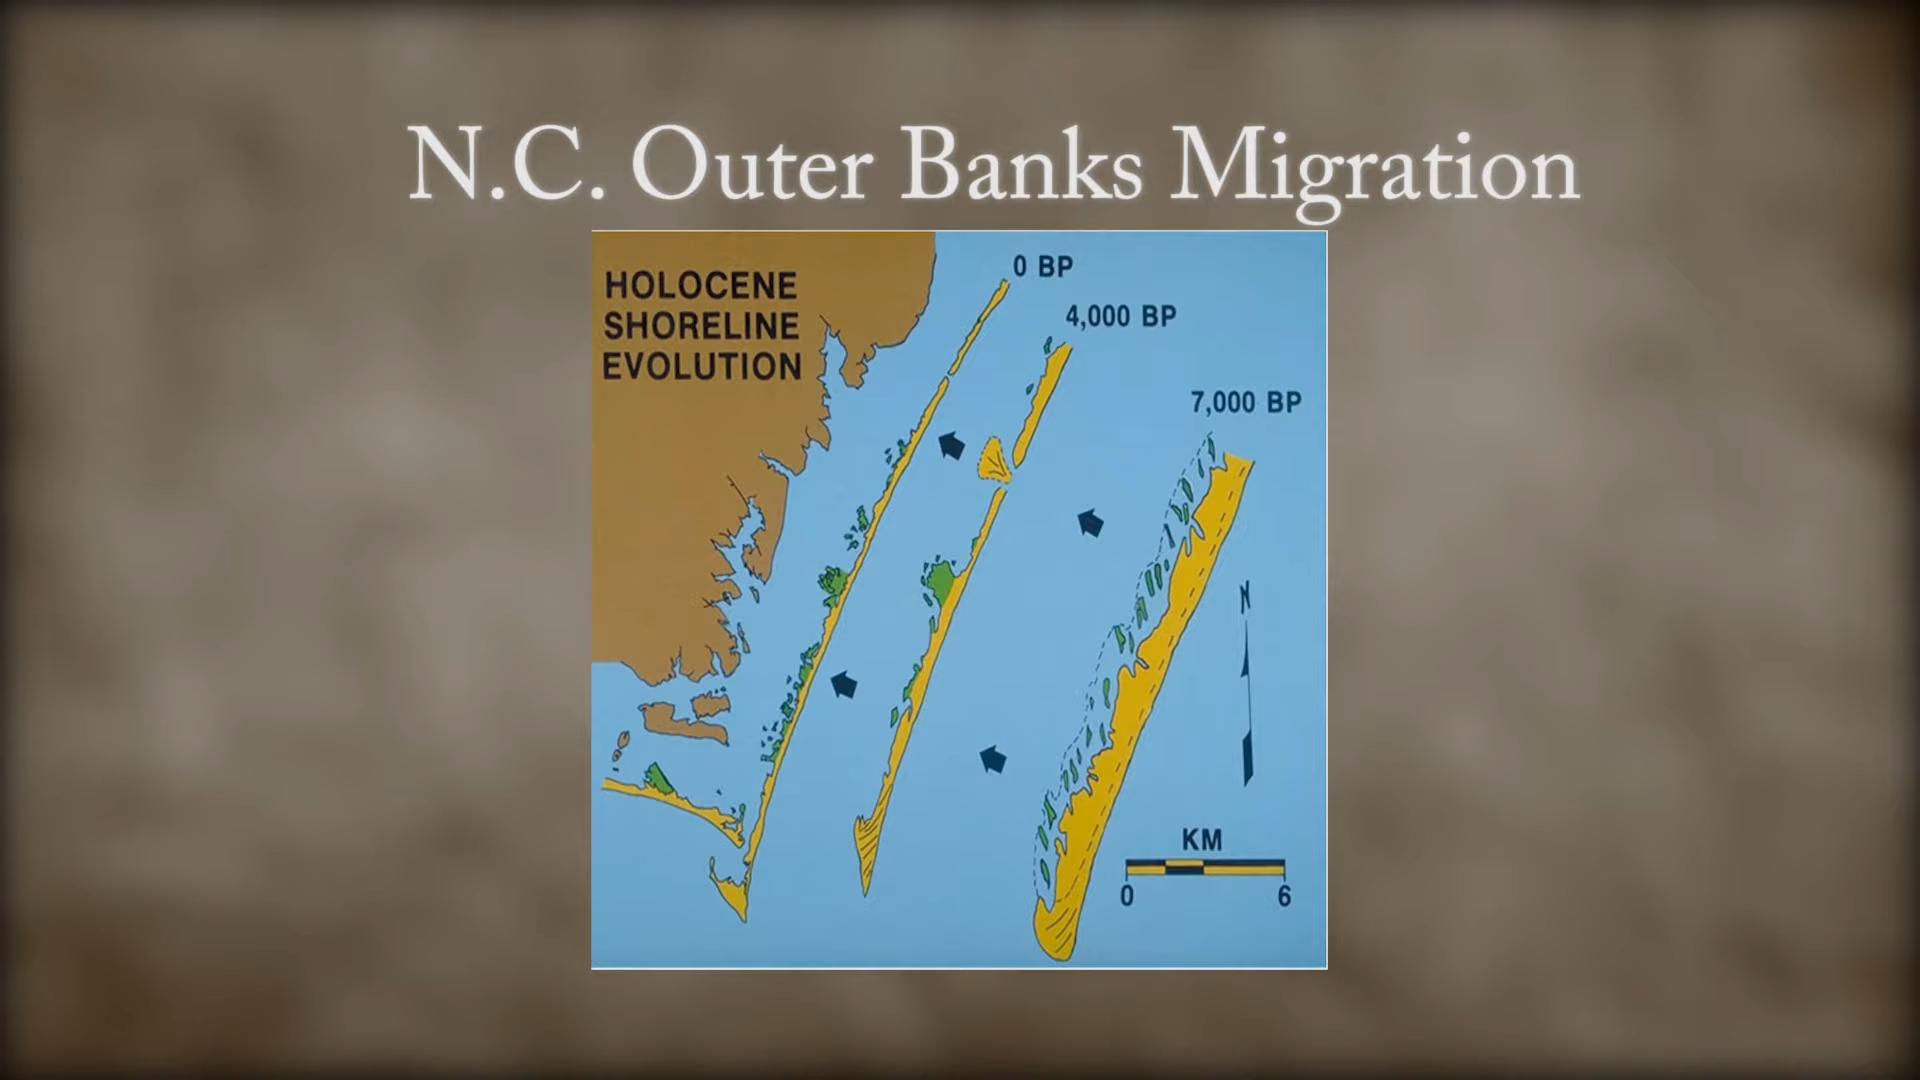 N.C. Outer Banks Migration
HOLOCENE
SHORELINE
EVOLUTION
0 BP
4,000 BP
7,000 BP
N
KM
0 6